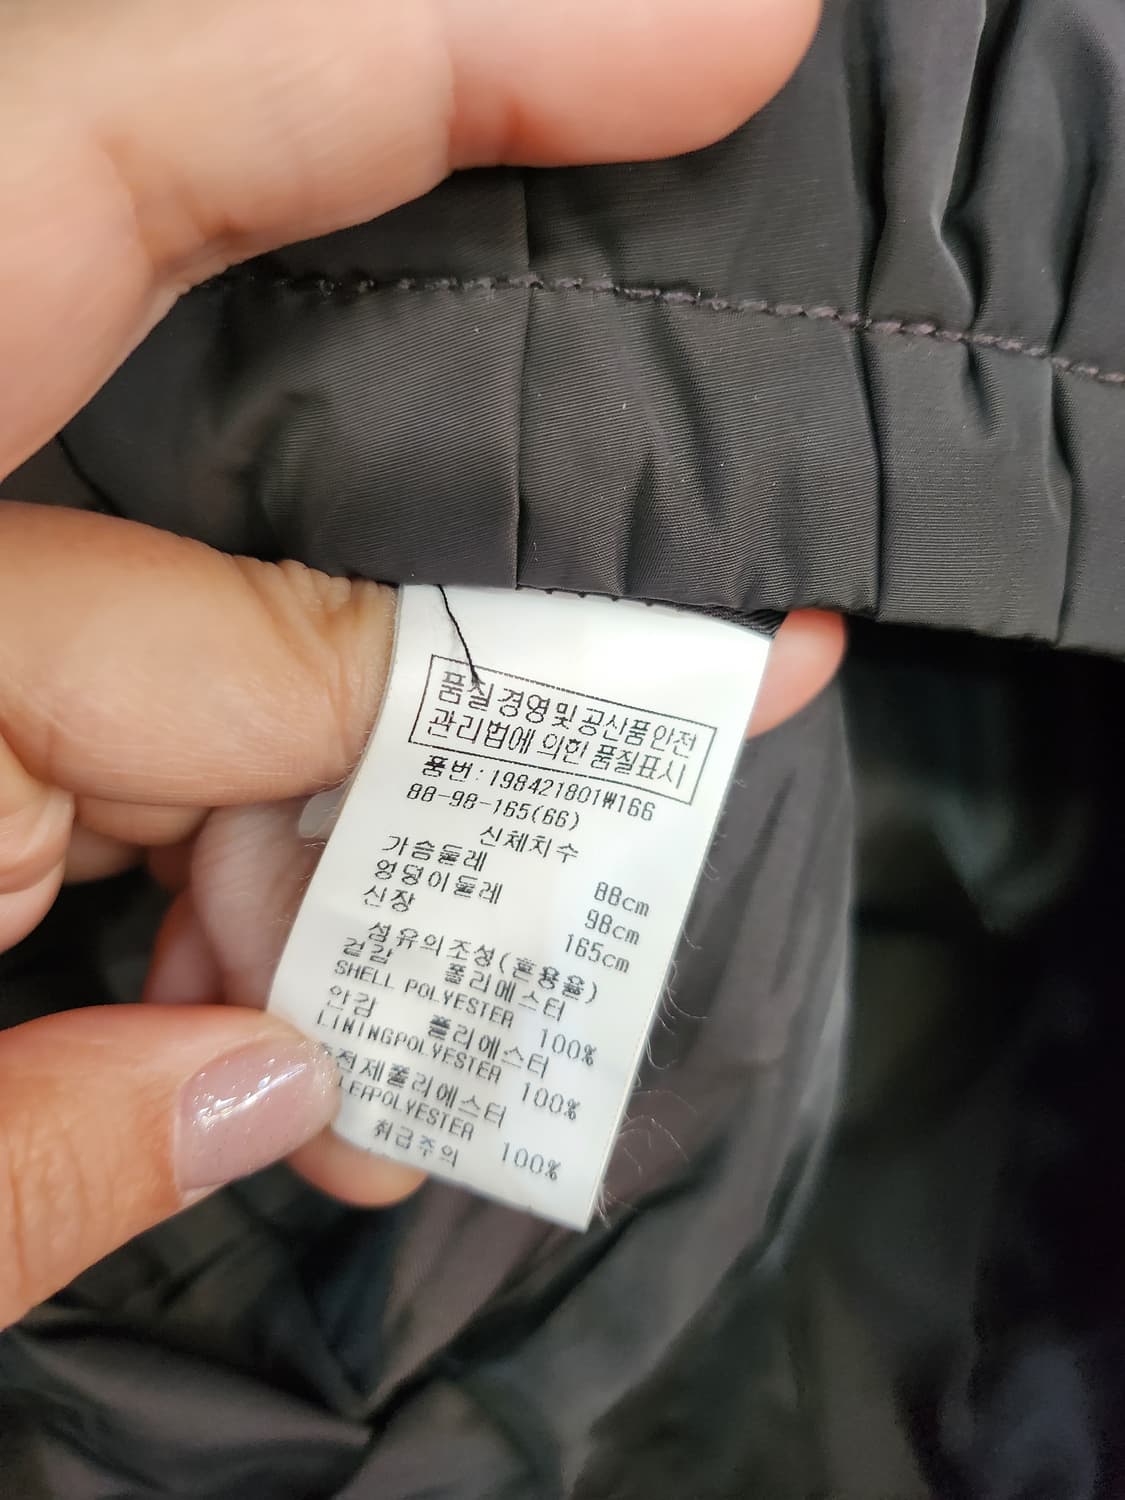 품질경영및공산품안전
관리법에 의한 품질표시
품번:198421801₩166
88-98-165(66)
신체치수
가슴둘레 88cm
엉덩이둘레 98cm
신장 165cm
섬유의조성(혼용율)
겉감 폴리에스터
SHELL POLYESTER 100%
안감 폴리에스터
LININGPOLYESTER 100%
충전제폴리에스터
LERPOLYESTER 100%
취급주의